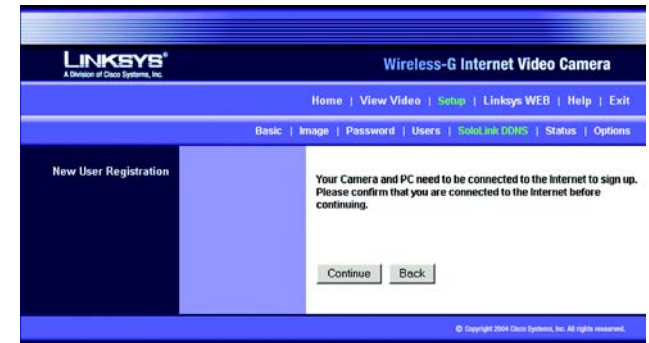 LINKSYS®
A Division of Cisco Systems, Inc.
Wireless-G Internet Video Camera
Home | View Video | Setup | Linksys WEB | Help | Exit
Basic | Image | Password | Users | SoloLink DDNS | Status | Options
New User Registration
Your Camera and PC need to be connected to the Internet to sign up.
Please confirm that you are connected to the Internet before
continuing.
Continue Back
© Copyright 2004 Cisco Systems, Inc. All rights reserved.